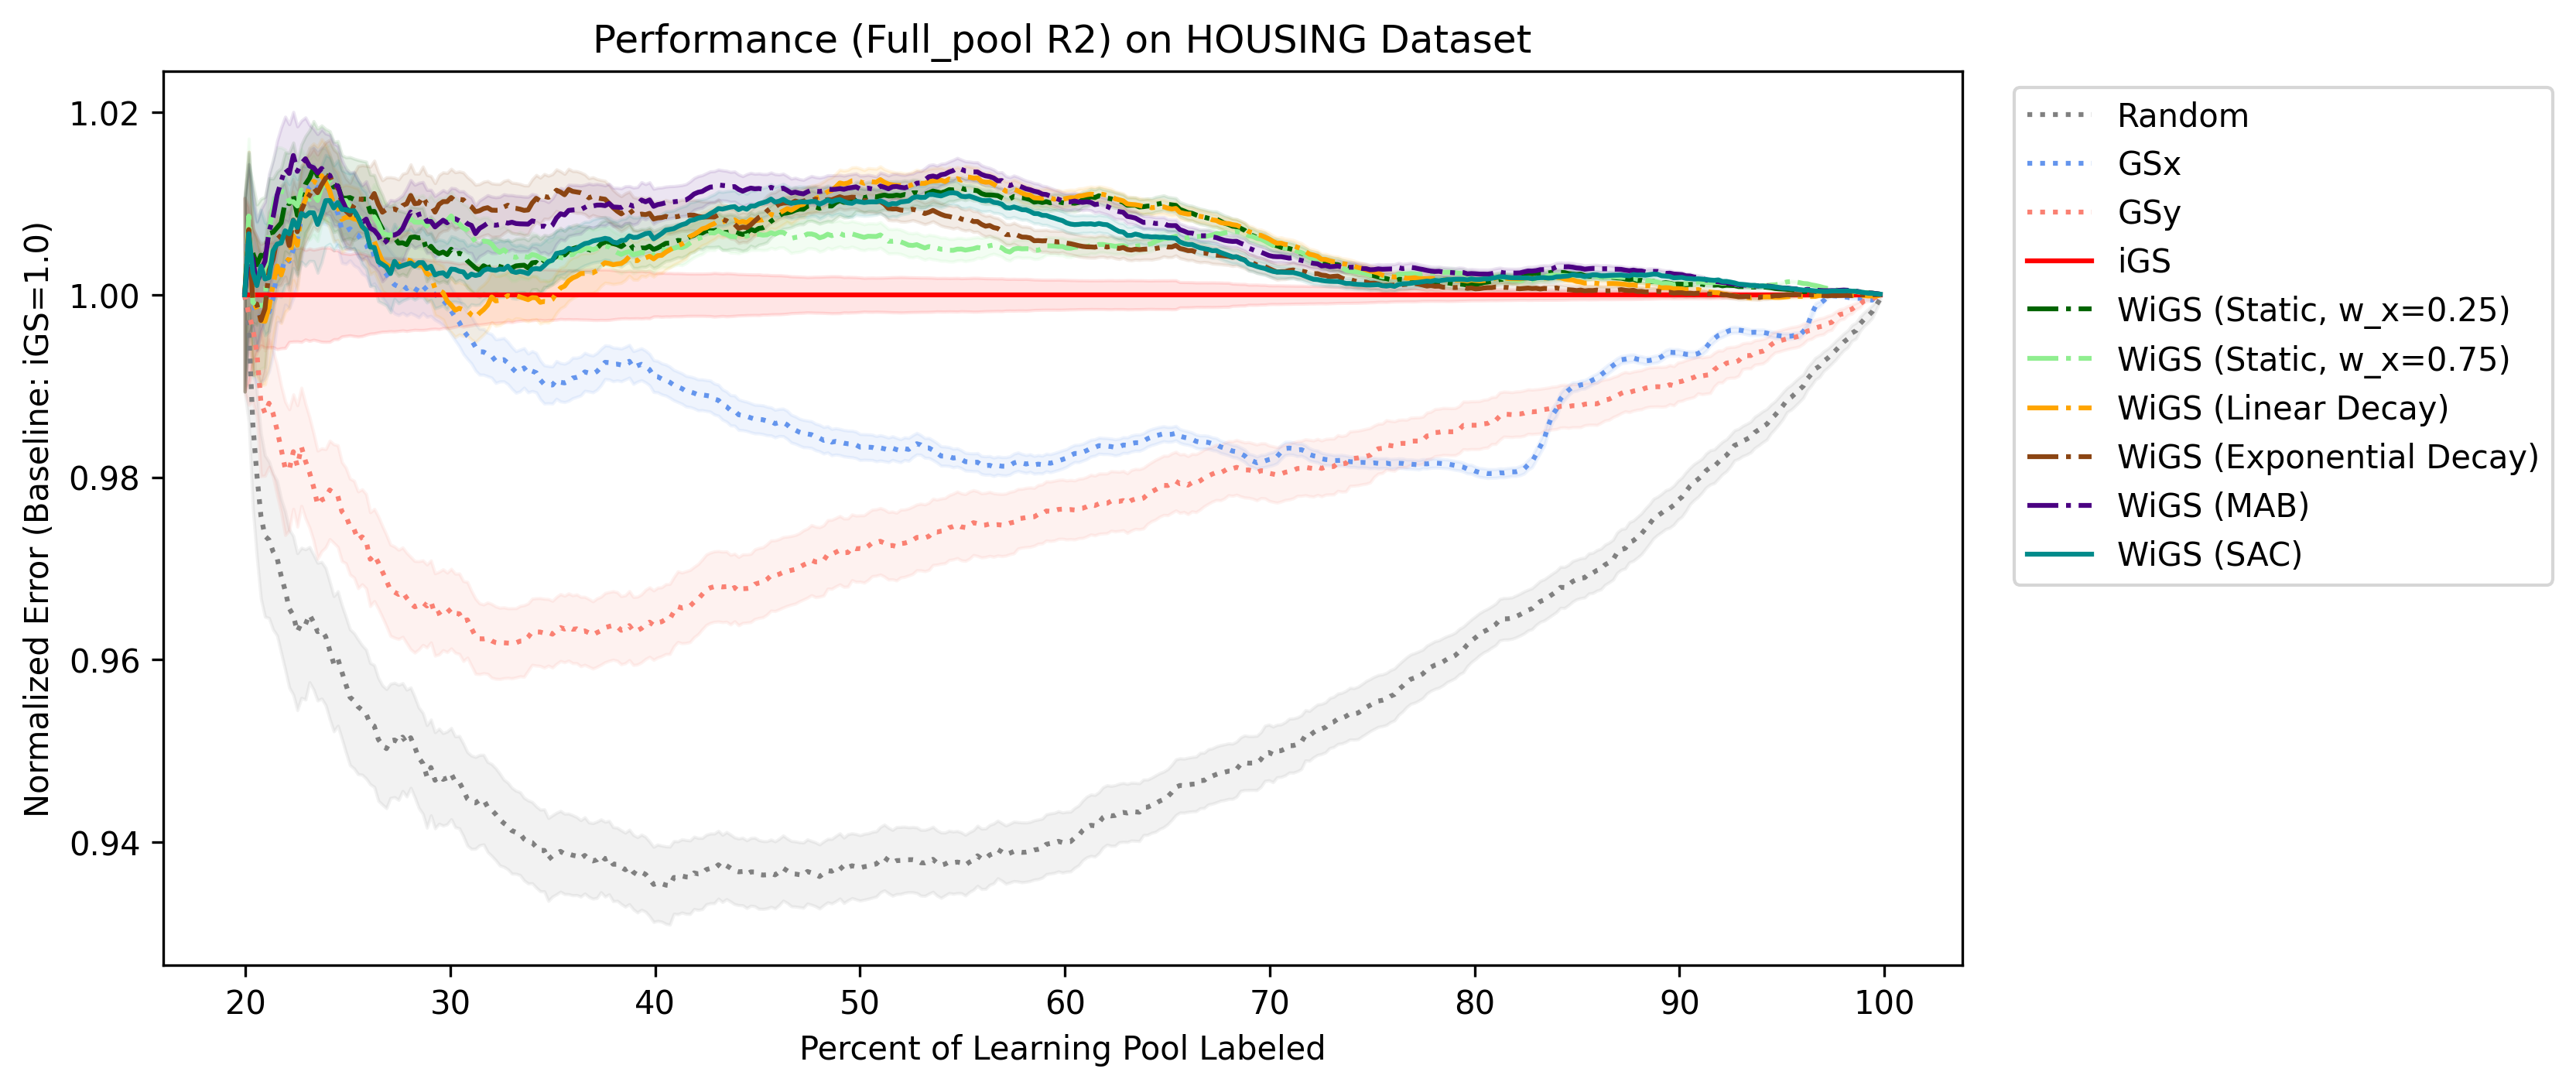 Performance (Full_pool R2) on HOUSING Dataset
Normalized Error (Baseline: iGS=1.0)
1.02
1.00
0.98
0.96
0.94
20 30 40 50 60 70 80 90 100
Percent of Learning Pool Labeled
Random
GSx
GSy
iGS
WiGS (Static, w_x=0.25)
WiGS (Static, w_x=0.75)
WiGS (Linear Decay)
WiGS (Exponential Decay)
WiGS (MAB)
WiGS (SAC)